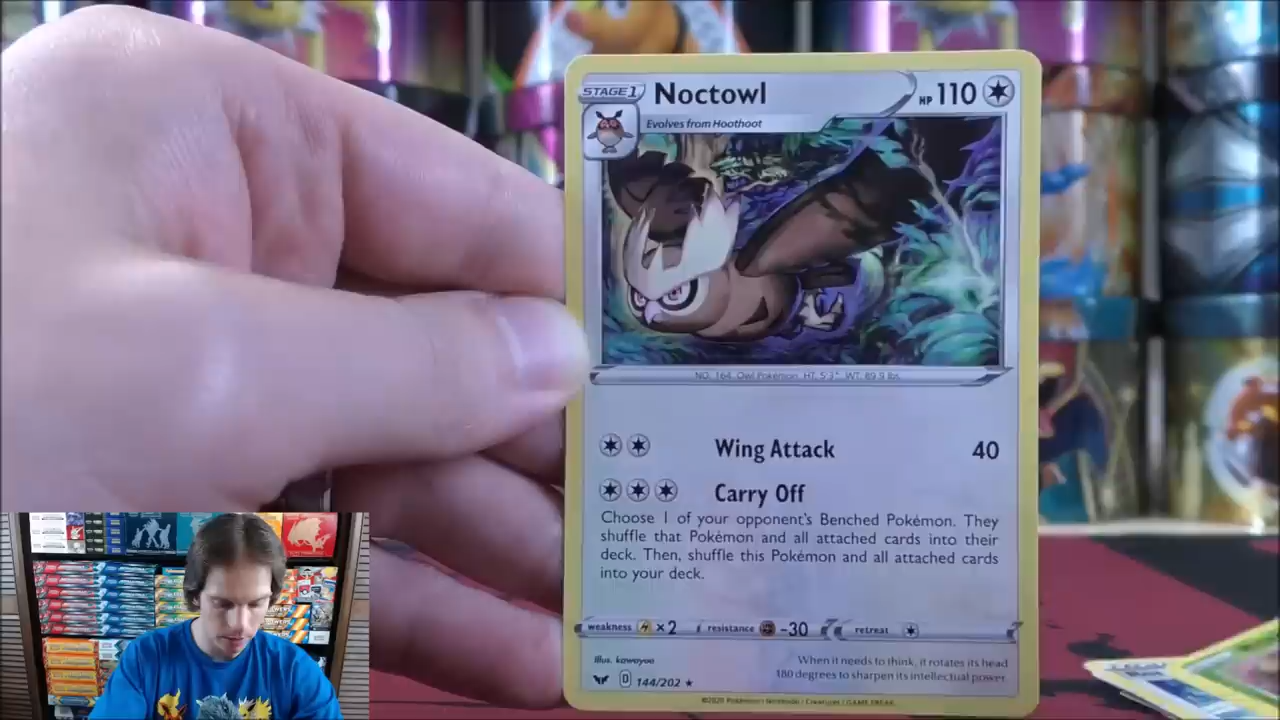 STAGE 1 Noctowl HP 110
Evolves from Hoothoot
NO. 164 Owl Pokémon HT. 5'3" WT. 89.9 lbs.
Wing Attack 40
Carry Off
Choose 1 of your opponent's Benched Pokémon. They
shuffle that Pokémon and all attached cards into their
deck. Then, shuffle this Pokémon and all attached cards
into your deck.
weakness ×2 resistance -30 retreat
Illus. kawayoo
When it needs to think, it rotates its head
180 degrees to sharpen its intellectual power.
D 144/202 ★
©2020 Pokémon / Nintendo / Creatures / GAME FREAK